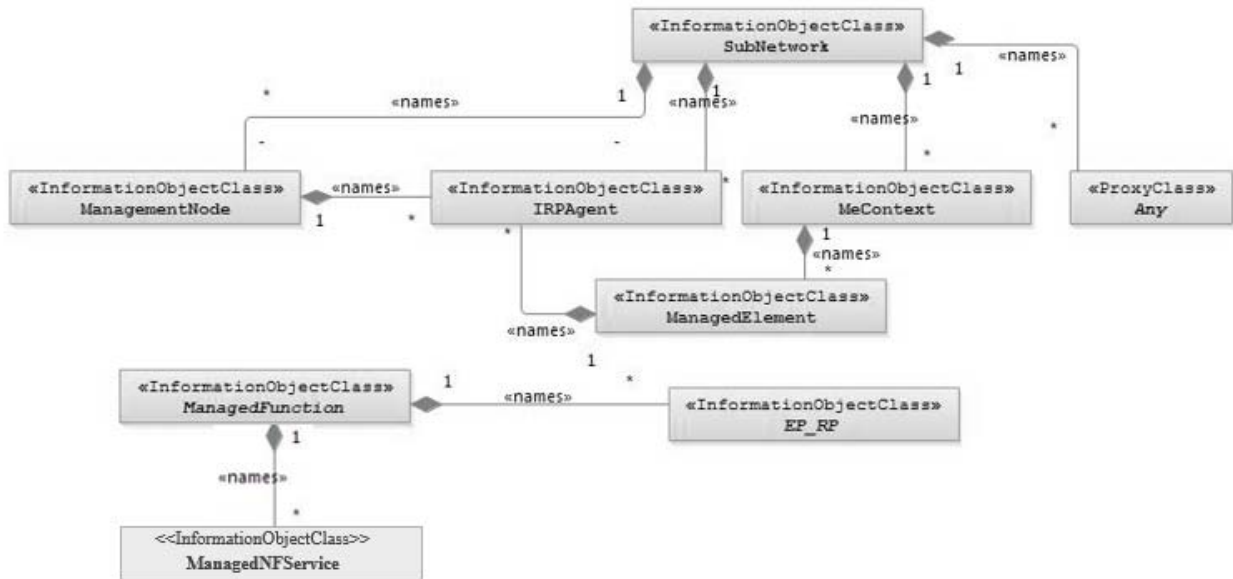 «InformationObjectClass»
SubNetwork
1
«names»
*
*
«names»
1
1
«names»
1
«names»
1
*
-
-
*
*
«InformationObjectClass»
ManagementNode
«names»
1
*
«InformationObjectClass»
IRPAgent
*
«InformationObjectClass»
MeContext
«ProxyClass»
Any
1
«names»
*
«InformationObjectClass»
ManagedElement
«names»
1
«InformationObjectClass»
ManagedFunction
1
«names»
*
«InformationObjectClass»
EP_RP
1
«names»
*
<<InformationObjectClass>>
ManagedNFService